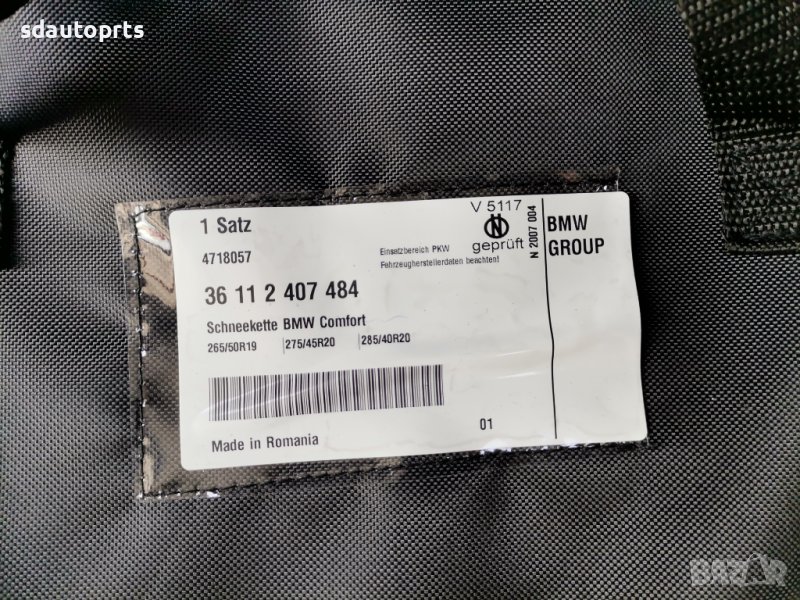 sdautoprts
1 Satz
4718057
Einsatzbereich PKW
Fahrzeugherstellerdaten beachten!
V 5117
N
geprüft
N 2007 004
BMW
GROUP
36 11 2 407 484
Schneekette BMW Comfort
265/50R19 275/45R20 285/40R20
01
Made in Romania
BAZAR